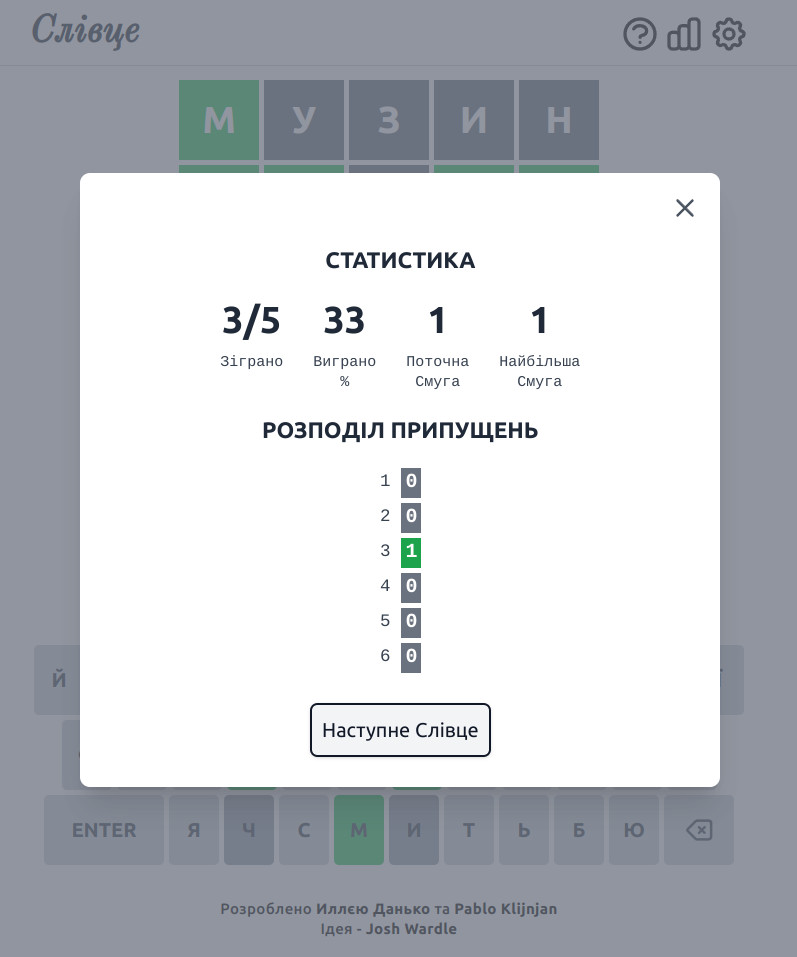 Слівце
М У З И Н
СТАТИСТИКА
3/5 33 1 1
Зіграно Виграно Поточна Найбільша
% Смуга Смуга
РОЗПОДІЛ ПРИПУЩЕНЬ
1 0
2 0
3 1
4 0
5 0
6 0
Й Ї
Наступне Слівце
ENTER Я Ч С М И Т Ь Б Ю
Розроблено Иллєю Данько та Pablo Klijnjan
Ідея - Josh Wardle